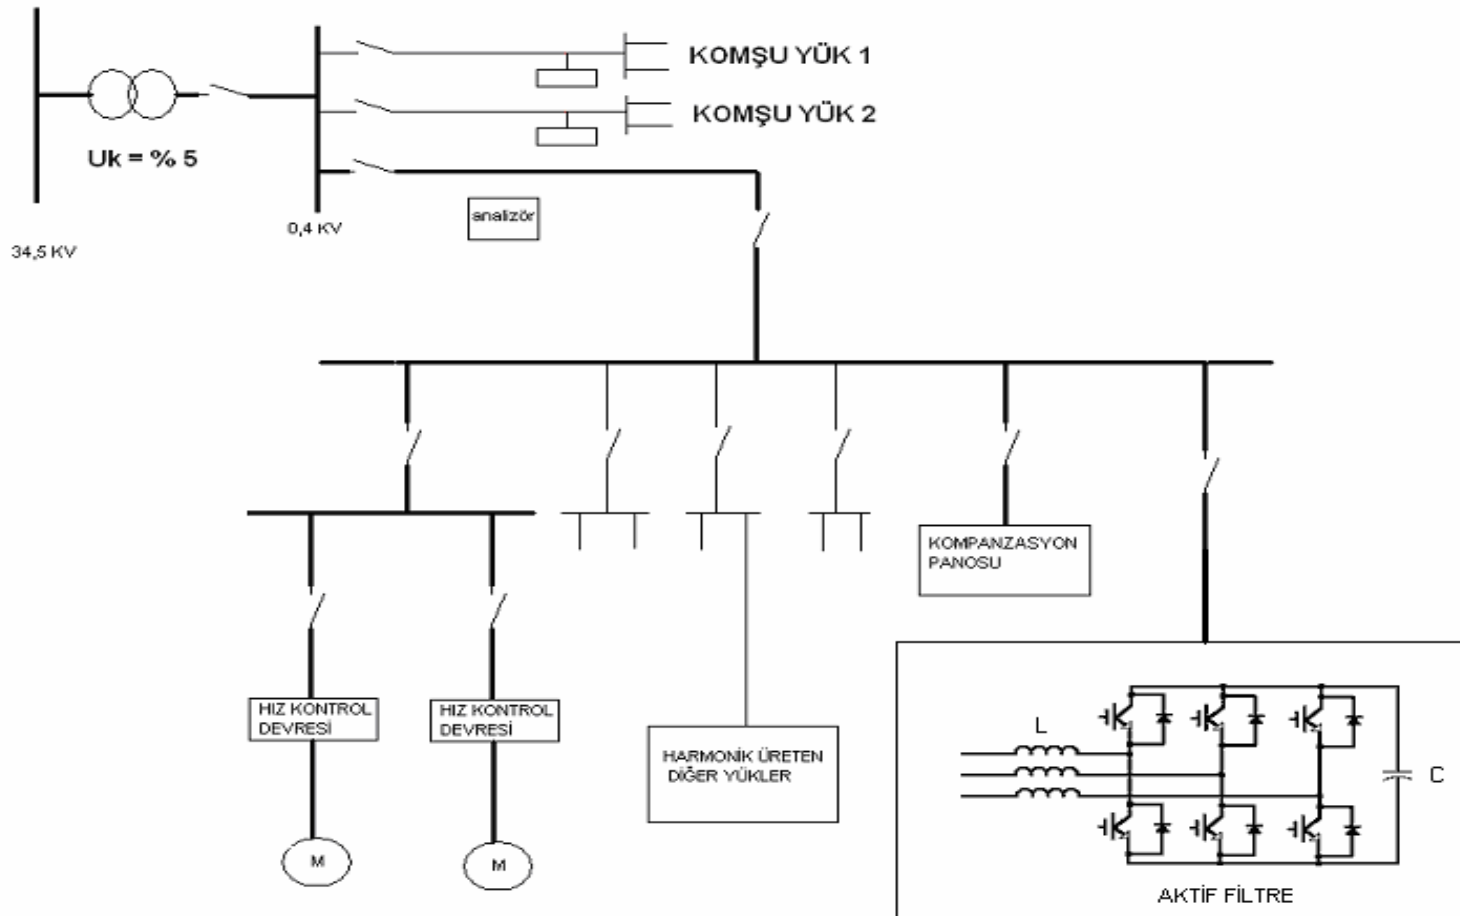 KOMŞU YÜK 1
KOMŞU YÜK 2
Uk = % 5
analizör
0,4 KV
34,5 KV
KOMPANZASYON
PANOSU
HIZ KONTROL
DEVRESİ
HIZ KONTROL
DEVRESİ
HARMONİK ÜRETEN
DİĞER YÜKLER
L
C
M
M
AKTİF FİLTRE